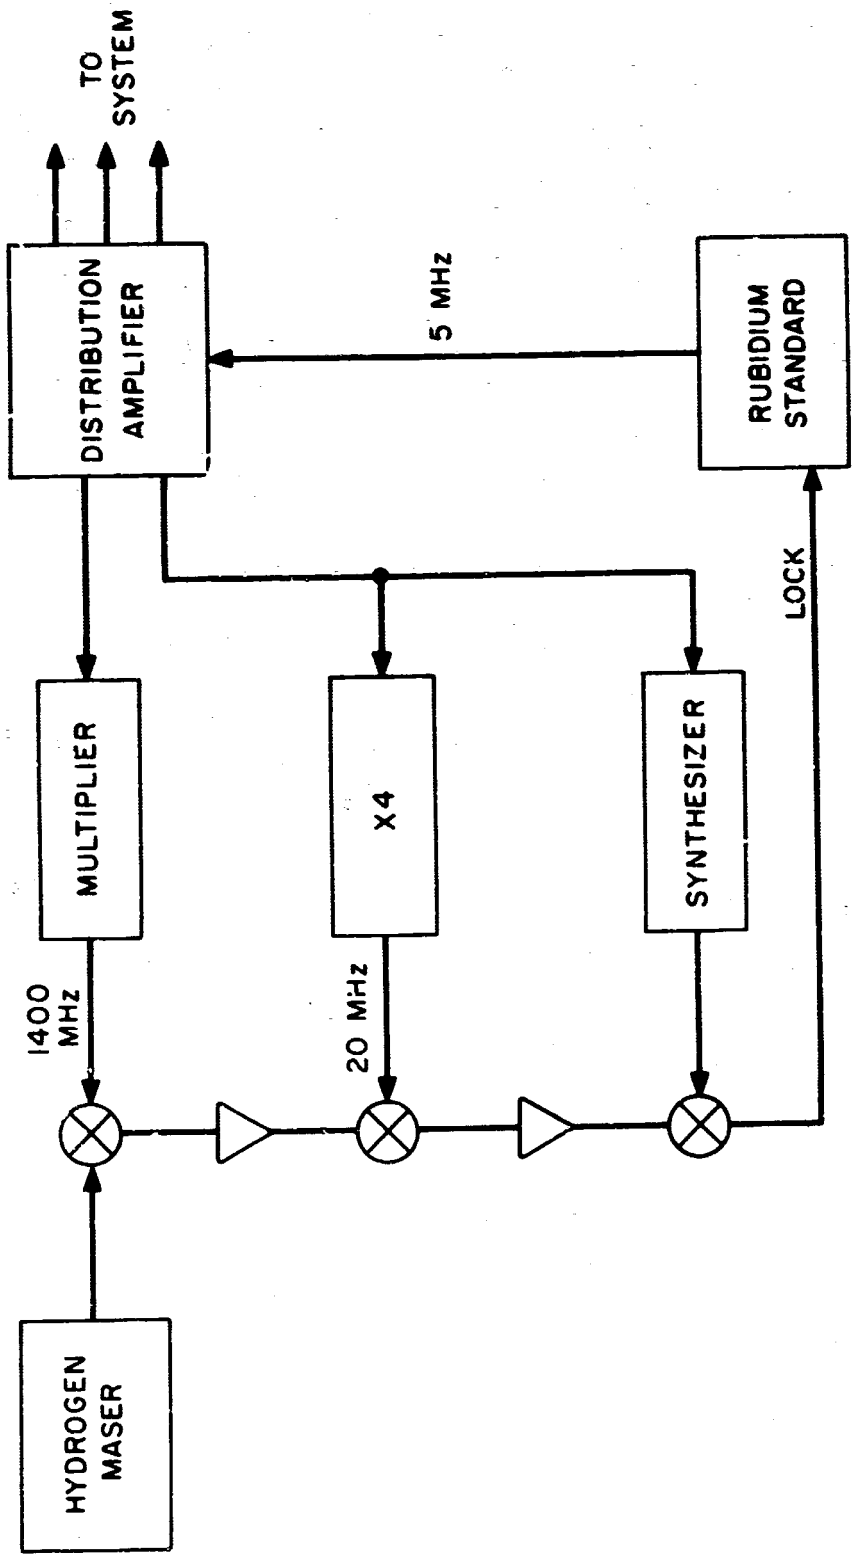 HYDROGEN
MASER
1400
MHz
MULTIPLIER
DISTRIBUTION
AMPLIFIER
TO
SYSTEM
20 MHz
X4
5 MHz
SYNTHESIZER
LOCK
RUBIDIUM
STANDARD